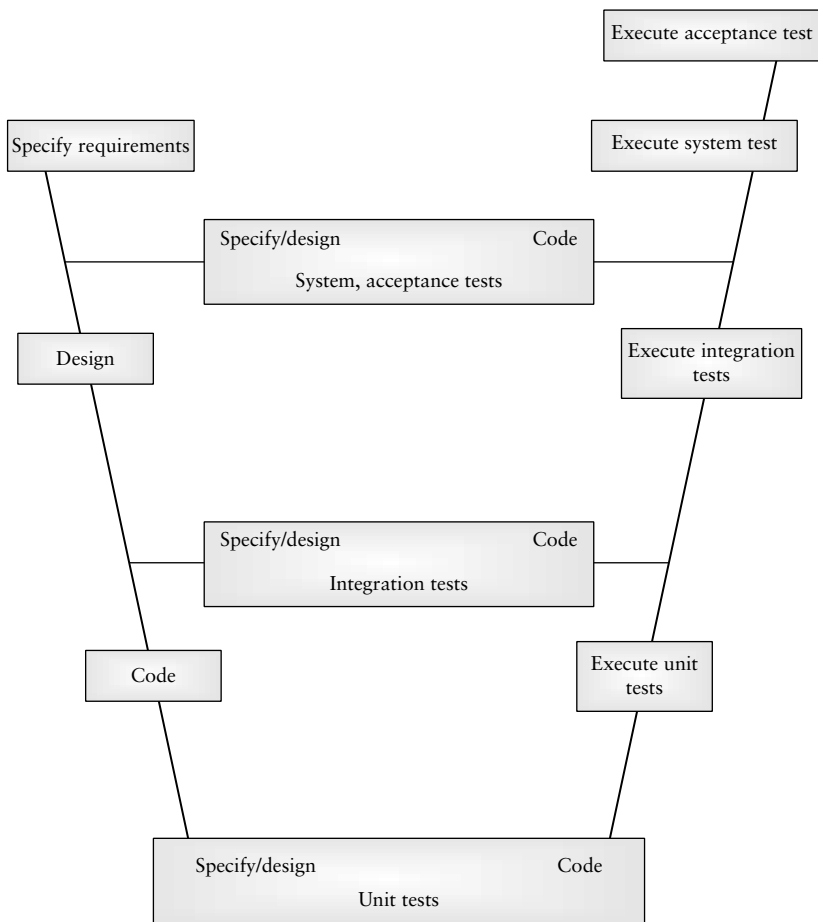 Execute acceptance test
Specify requirements
Execute system test
Specify/design Code
System, acceptance tests
Design
Execute integration
tests
Specify/design Code
Integration tests
Code
Execute unit
tests
Specify/design Code
Unit tests